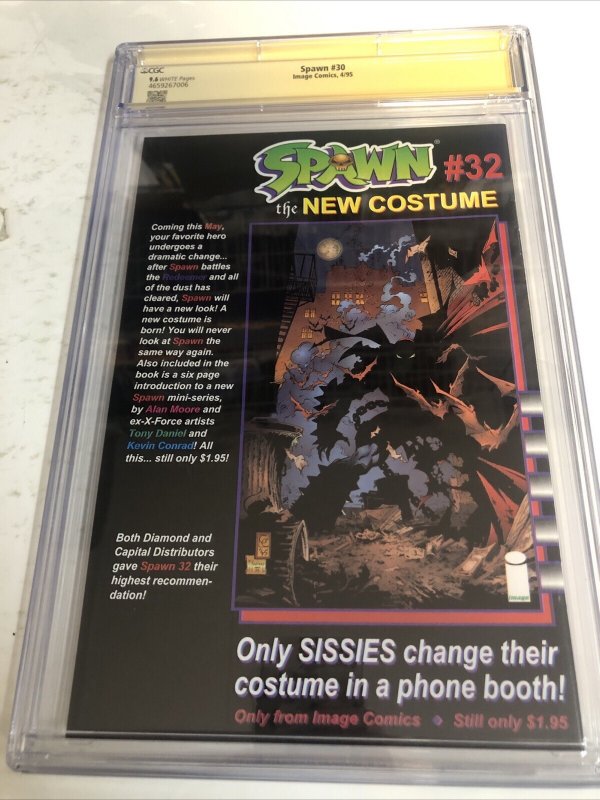 CGC
9.6 WHITE Pages
4659267006
Spawn #30
Image Comics, 4/95
SPAWN #32
the NEW COSTUME
Coming this May,
your favorite hero
undergoes a
dramatic change...
after Spawn battles
the Redeemer and all
of the dust has
cleared, Spawn will
have a new look! A
new costume is
born! You will never
look at Spawn the
same way again.
Also included in the
book is a six page
introduction to a new
Spawn mini-series,
by Alan Moore and
ex-X-Force artists
Tony Daniel and
Kevin Conrad! All
this... still only $1.95!
Both Diamond and
Capital Distributors
gave Spawn 32 their
highest recommen-
dation!
image
Only SISSIES change their
costume in a phone booth!
Only from Image Comics ◆ Still only $1.95